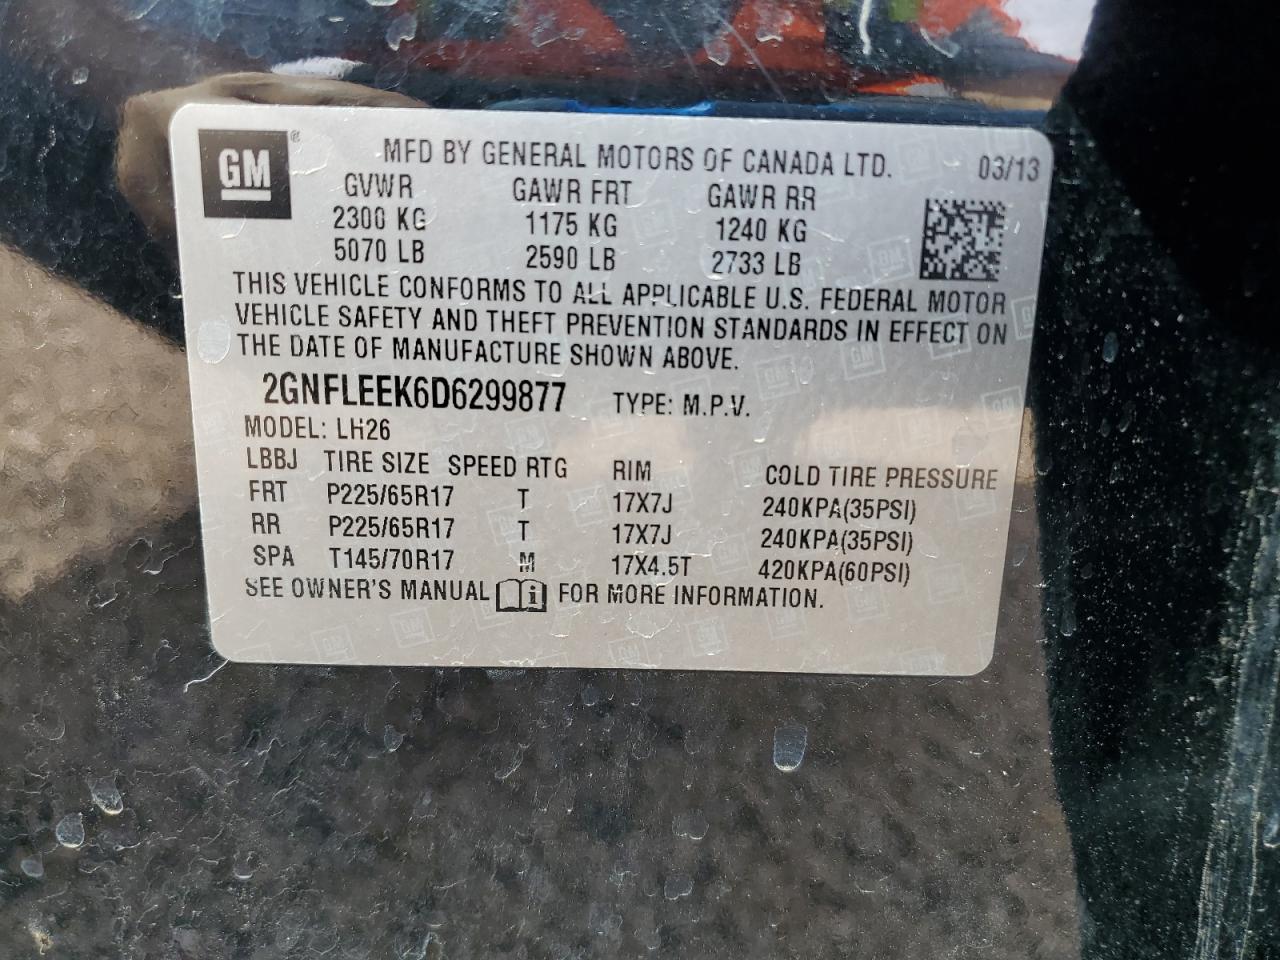 GM ®
MFD BY GENERAL MOTORS OF CANADA LTD. 03/13
GVWR GAWR FRT GAWR RR
2300 KG 1175 KG 1240 KG
5070 LB 2590 LB 2733 LB
THIS VEHICLE CONFORMS TO ALL APPLICABLE U.S. FEDERAL MOTOR
VEHICLE SAFETY AND THEFT PREVENTION STANDARDS IN EFFECT ON
THE DATE OF MANUFACTURE SHOWN ABOVE.
2GNFLEEK6D6299877 TYPE: M.P.V.
MODEL: LH26
LBBJ TIRE SIZE SPEED RTG RIM COLD TIRE PRESSURE
FRT P225/65R17 T 17X7J 240KPA(35PSI)
RR P225/65R17 T 17X7J 240KPA(35PSI)
SPA T145/70R17 M 17X4.5T 420KPA(60PSI)
SEE OWNER'S MANUAL i FOR MORE INFORMATION.